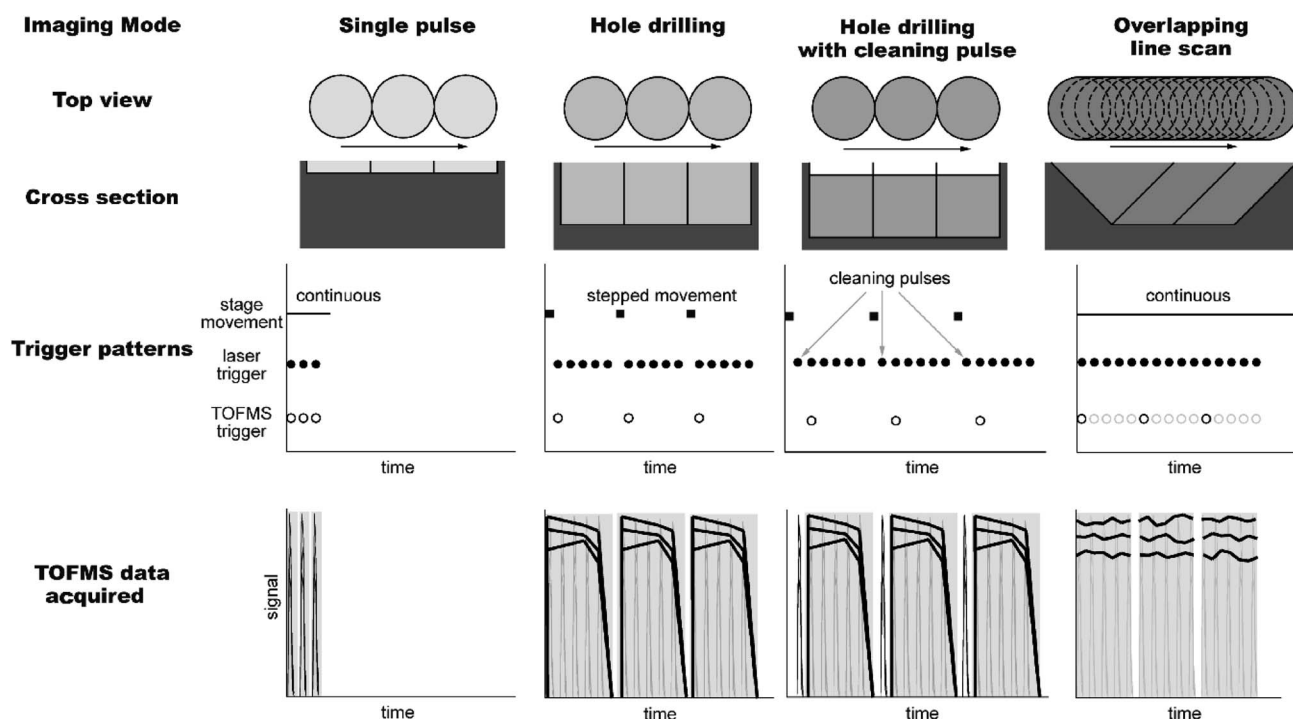 Imaging Mode
Single pulse
Hole drilling
Hole drilling
with cleaning pulse
Overlapping
line scan
Top view
Cross section
Trigger patterns
stage
movement
laser
trigger
TOFMS
trigger
continuous
time
stepped movement
time
cleaning pulses
time
continuous
time
TOFMS data
acquired
signal
time
time
time
time